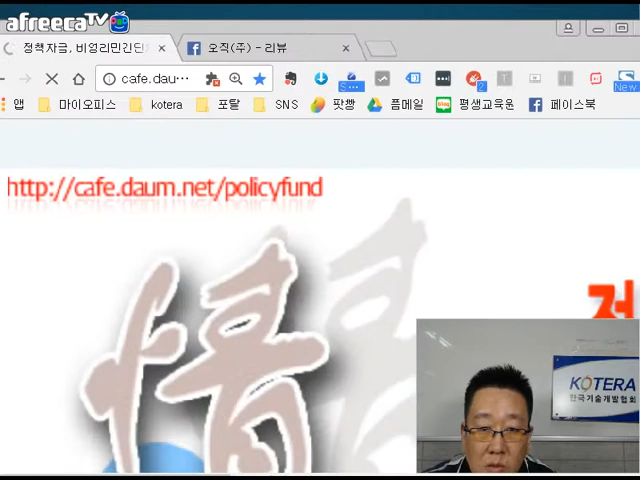 afreecaTV
정책자금, 비영리민간단
오직(주) - 리뷰
cafe.dau...
S...
2
New
앱
마이오피스
kotera
포탈
SNS
팟빵
플메일
평생교육원
페이스북
http://cafe.daum.net/policyfund
情
KOTERA
한국기술개발협회